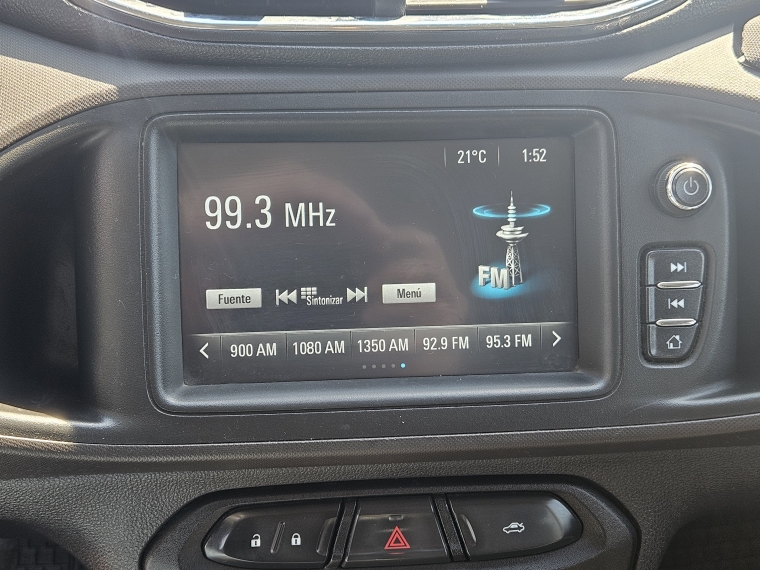 21°C 1:52
99.3 MHz
FM
Fuente Sintonizar Menú
900 AM 1080 AM 1350 AM 92.9 FM 95.3 FM